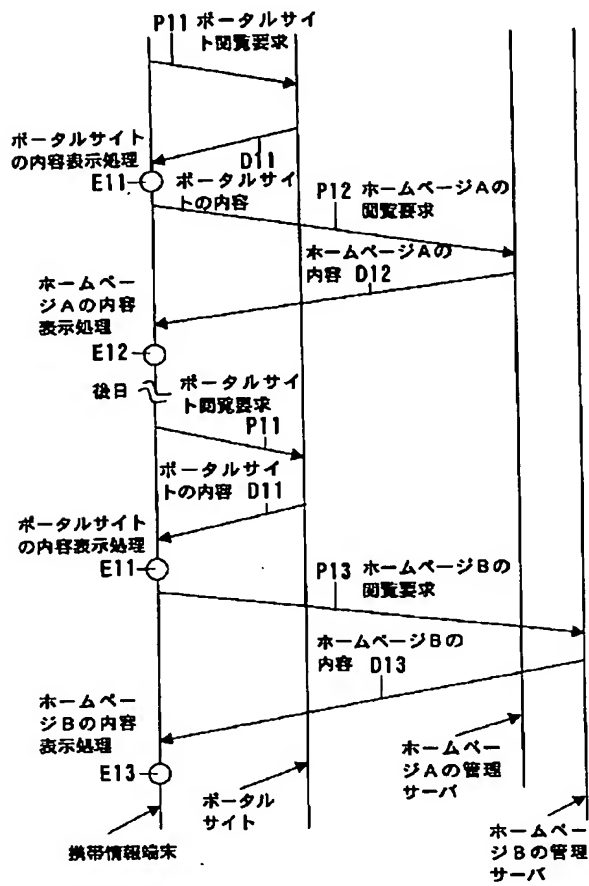 P11 ポータルサイ
ト閲覧要求
ポータルサイト
の内容表示処理
D11
E11
ポータルサイ
トの内容
P12 ホームページAの
閲覧要求
ホームページAの
内容 D12
ホームペー
ジAの内容
表示処理
E12
後日
ポータルサイ
ト閲覧要求
P11
ポータルサイ
トの内容 D11
ポータルサイト
の内容表示処理
E11
P13 ホームページBの
閲覧要求
ホームページBの
内容 D13
ホームペー
ジBの内容
表示処理
E13
携帯情報端末
ポータル
サイト
ホームペー
ジAの管理
サーバ
ホームペー
ジBの管理
サーバ